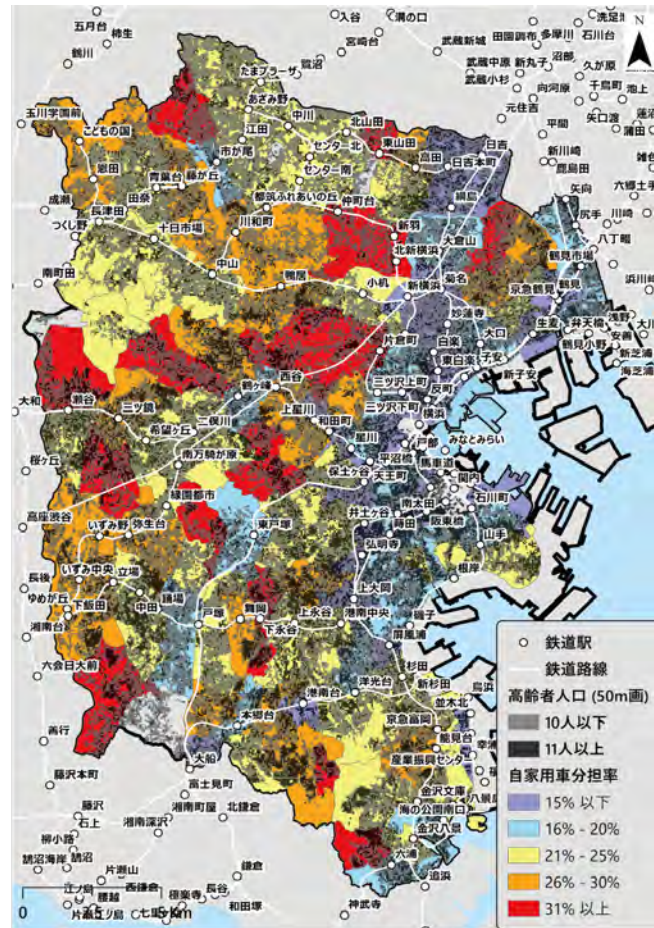 五月台
柿生
鶴川
入谷
溝の口
宮崎台
鷺沼
武蔵新城
田園調布
多摩川
石川台
武蔵中原
新丸子
沼部
久が原
武蔵小杉
向河原
千鳥町
池上
元住吉
矢口渡
蓮沼
平間
蒲田
N
たまプラーザ
あざみ野
玉川学園前
こどもの国
江田
中川
北山田
センター北
東山田
日吉
新川崎
鹿島田
市が尾
センター南
高田
日吉本町
矢向
六郷土手
恩田
青葉台
藤が丘
田奈
都筑ふれあいの丘
仲町台
綱島
尻手
川崎
成瀬
長津田
つくし野
十日市場
川和町
新羽
大倉山
八丁畷
北新横浜
鶴見市場
南町田
中山
鴨居
小机
新横浜
菊名
京急鶴見
鶴見
浜川崎
妙蓮寺
生麦
弁天橋
浅野
大川
片倉町
白楽
大口
鶴見小野
安善
新芝浦
東白楽
子安
海芝浦
鶴ヶ峰
西谷
三ツ沢上町
反町
新子安
大和
瀬谷
三ツ境
二俣川
上星川
和田町
三ツ沢下町
横浜
希望ヶ丘
星川
戸部
みなとみらい
桜ヶ丘
南万騎が原
平沼橋
馬車道
保土ヶ谷
天王町
関内
緑園都市
南太田
石川町
高座渋谷
いずみ野
弥生台
東戸塚
井土ヶ谷
阪東橋
蒔田
山手
弘明寺
いずみ中央
立場
上大岡
根岸
長後
ゆめが丘
下飯田
中田
踊場
戸塚
舞岡
上永谷
港南中央
磯子
湘南台
下永谷
屏風浦
六会日大前
杉田
港南台
洋光台
新杉田
鳥浜
並木北
善行
本郷台
京急富岡
大船
能見台
幸浦
産業振興センター
藤沢本町
富士見町
金沢文庫
湘南町屋
北鎌倉
海の公園南口
藤沢
石上
湘南深沢
金沢八景
柳小路
鵠沼海岸
鵠沼
六浦
片瀬山
鎌倉
追浜
江ノ島
腰越
西鎌倉
極楽寺
長谷
和田塚
神武寺
片瀬江ノ島
七里ヶ浜
0
Km
鉄道駅
鉄道路線
高齢者人口 (50m画)
10人以下
11人以上
自家用車分担率
15% 以下
16% - 20%
21% - 25%
26% - 30%
31% 以上